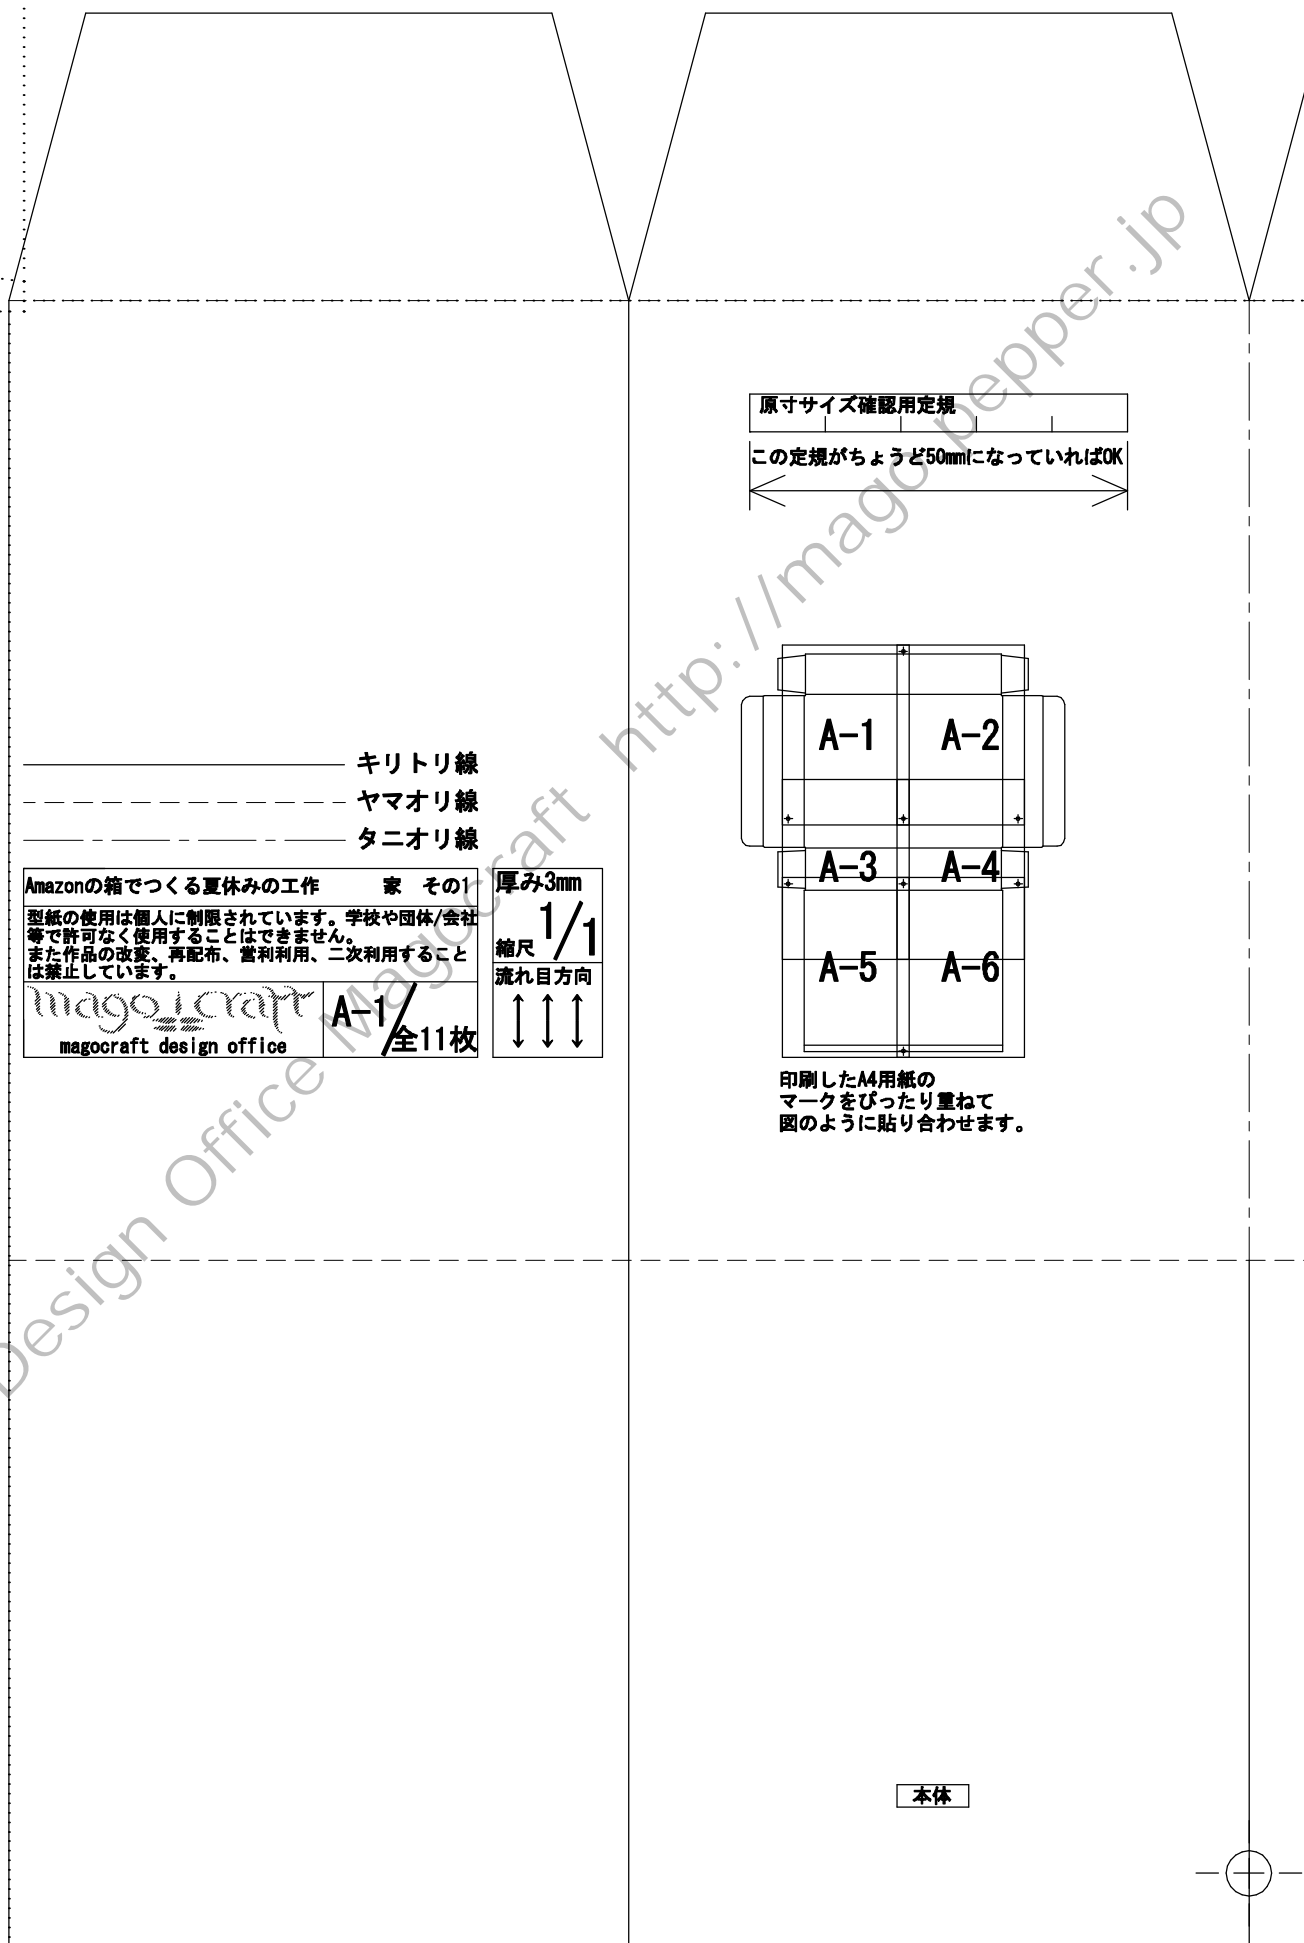 原寸サイズ確認用定規
この定規がちょうど50mmになっていればOK
A-1
A-2
A-3
A-4
A-5
A-6
印刷したA4用紙の
マークをぴったり重ねて
図のように貼り合わせます。
キリトリ線
ヤマオリ線
タニオリ線
Amazonの箱でつくる夏休みの工作 家 その1
型紙の使用は個人に制限されています。学校や団体/会社
等で許可なく使用することはできません。
また作品の改変、再配布、営利利用、二次利用すること
は禁止しています。
mago craft
magocraft design office
A-1/全11枚
厚み3mm
縮尺 1/1
流れ目方向
本体
Design Office Magocraft http://mago.pepper.jp